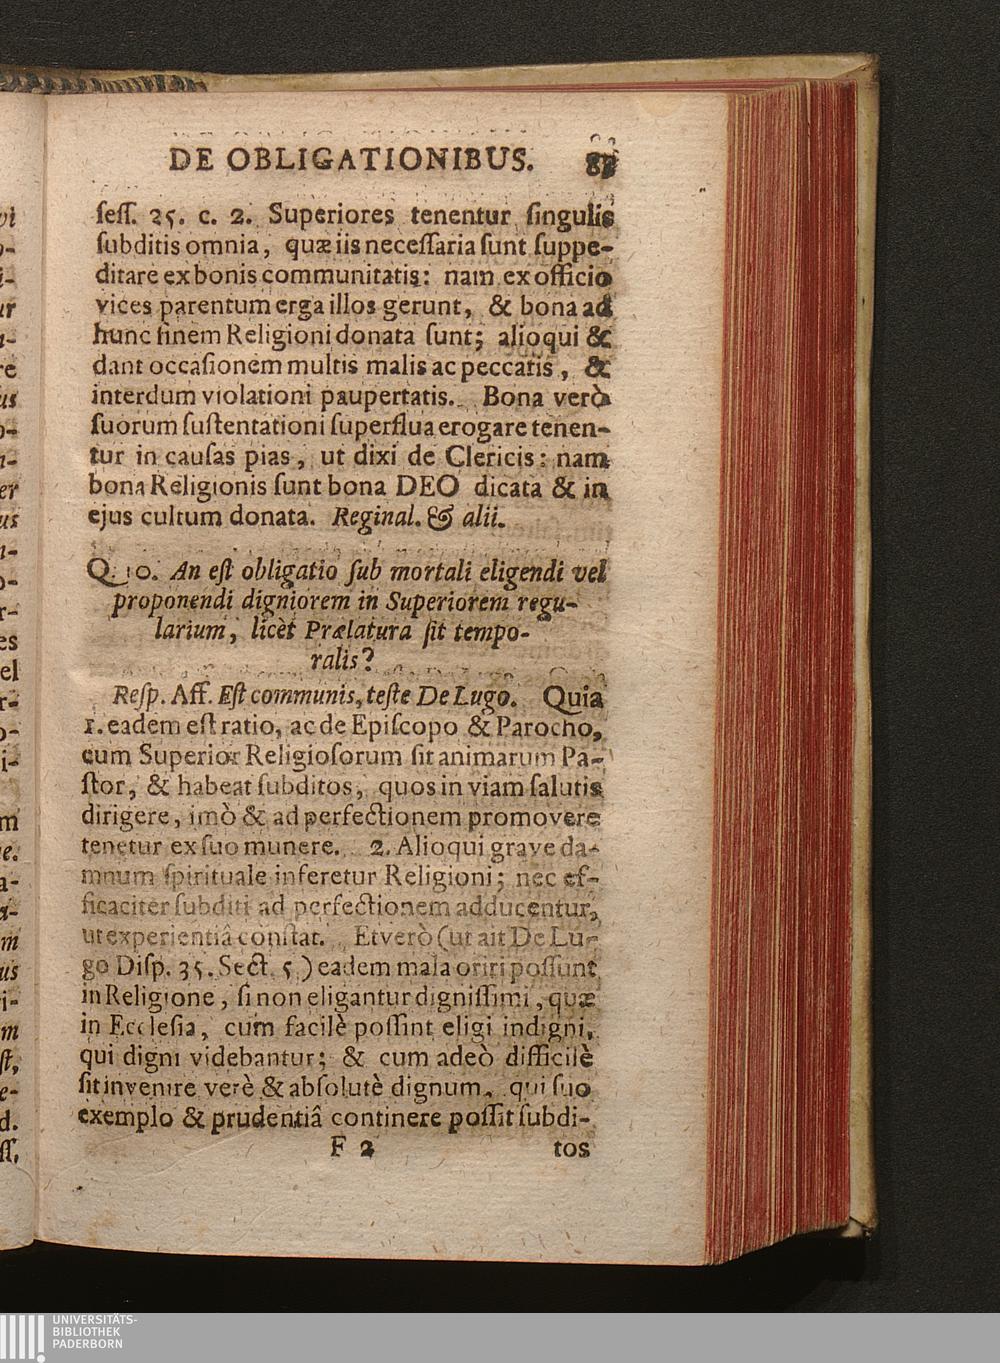 DE OBLIGATIONIBUS.
ſeſſ. 25. c. 2. Superiores tenentur ſingulis
ſubditis omnia, quæ iis neceſſaria ſunt ſuppe-
ditare ex bonis communitatis: nam ex officio
vices parentum erga illos gerunt, & bona ad
hunc finem Religioni donata ſunt; alioqui &
dant occaſionem multis malis ac peccatis, &
interdum violationi paupertatis. Bona verò
ſuorum ſuſtentationi ſuperflua erogare tenen-
tur in cauſas pias, ut dixi de Clericis: nam
bona Religionis ſunt bona DEO dicata & in
ejus cultum donata. Reginal. & alii.
Q. 10. An eſt obligatio ſub mortali eligendi vel
proponendi digniorem in Superiorem regu-
larium, licèt Prælatura ſit tempo-
ralis?
Reſp. Aff. Eſt communis, teſte De Lugo. Quia
1. eadem eſt ratio, ac de Epiſcopo & Parocho,
cum Superior Religioſorum ſit animarum Pa-
ſtor, & habeat ſubditos, quos in viam ſalutis
dirigere, imò & ad perfectionem promovere
tenetur ex ſuo munere. 2. Alioqui grave da-
mnum ſpirituale inferetur Religioni; nec ef-
ficaciter ſubditi ad perfectionem adducentur,
ut experientiâ conſtat. Et verò (ut ait De Lu-
go Diſp. 35. Sect. 5.) eadem mala oriri poſſunt
in Religione, ſi non eligantur digniſſimi, quæ
in Eccleſia, cum facilè poſſint eligi indigni,
qui digni videbantur; & cum adeò difficilè
ſit invenire verè & abſolutè dignum, qui ſuo
exemplo & prudentiâ continere poſſit ſubdi-
F 2 tos
UNIVERSITÄTS-
BIBLIOTHEK
PADERBORN